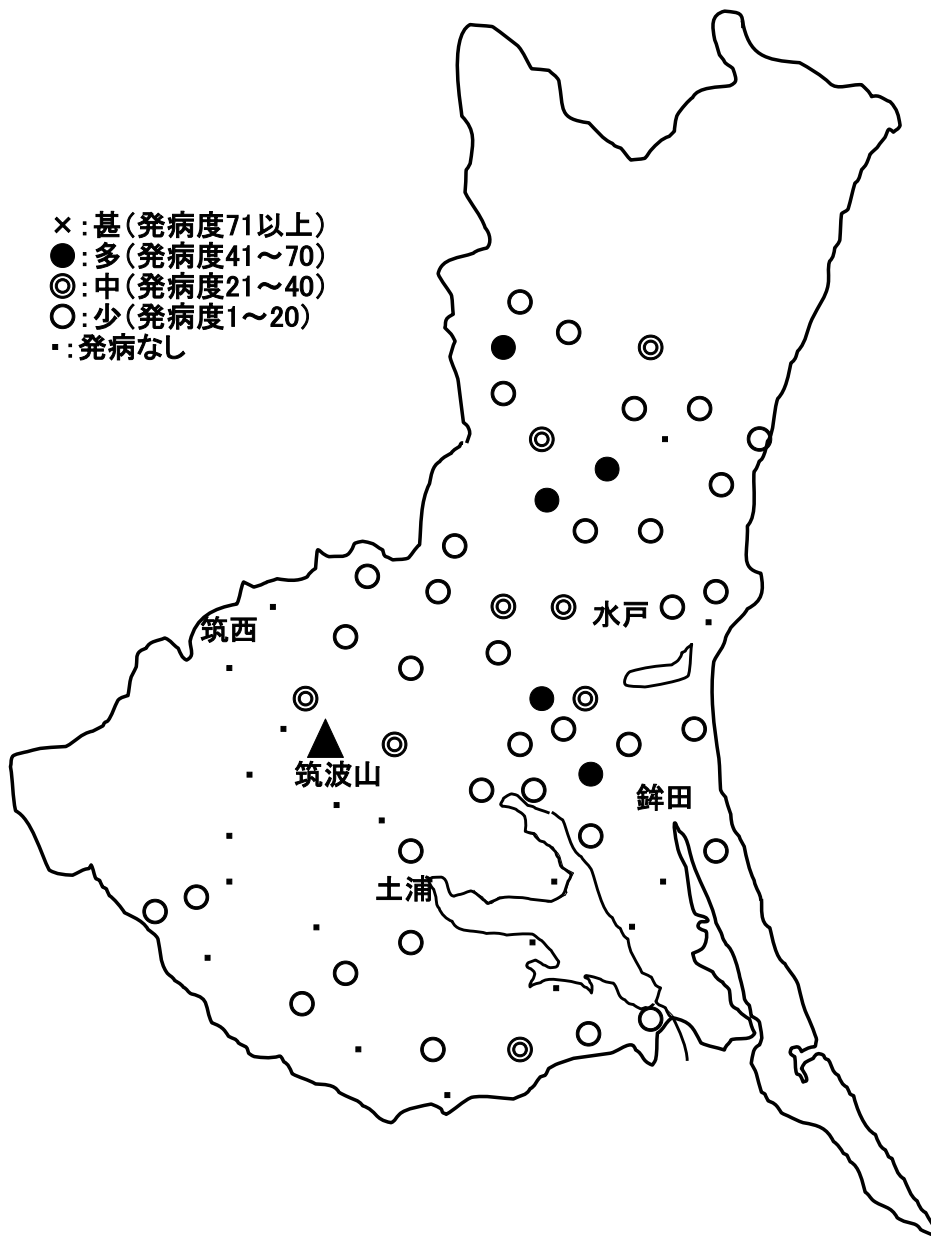 ×:甚(発病度71以上)
●:多(発病度41~70)
◎:中(発病度21~40)
○:少(発病度1~20)
▪:発病なし
水戸
筑西
筑波山
鉾田
土浦